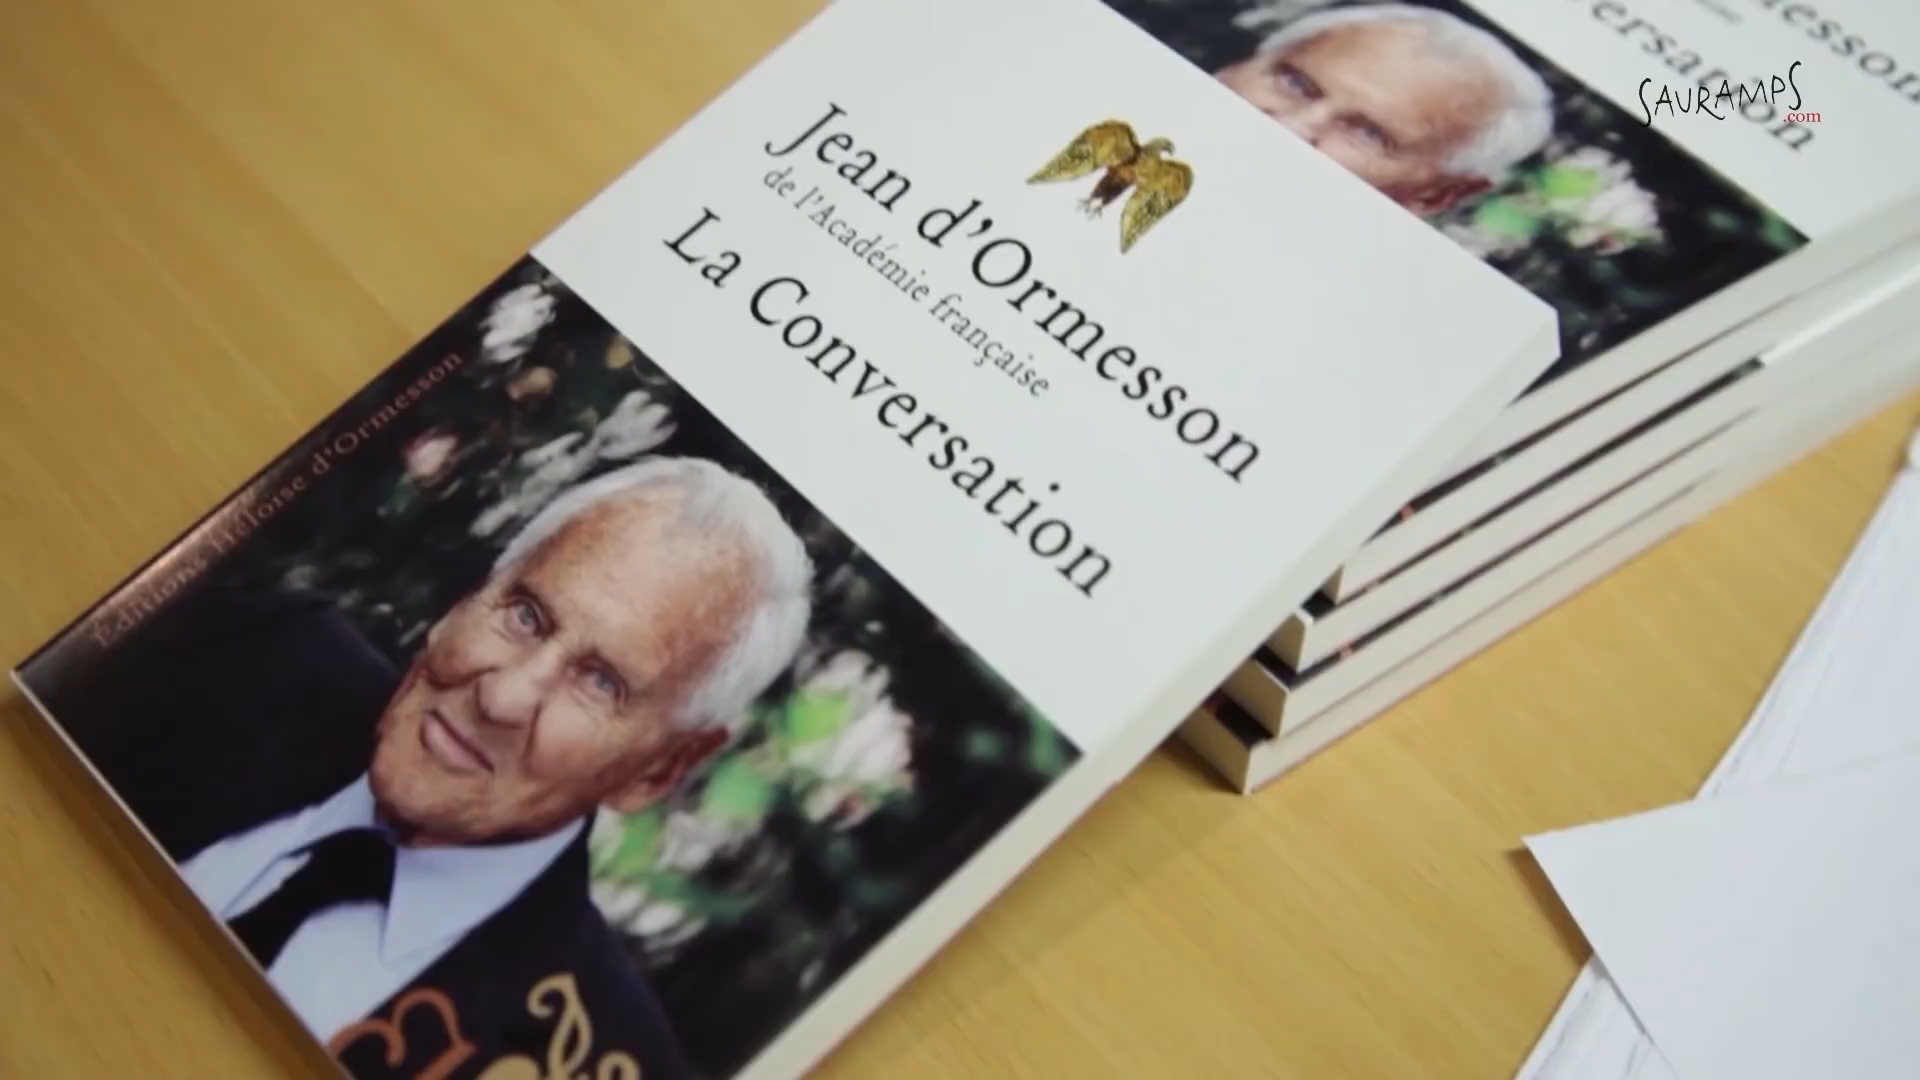 Jean d'Ormesson
de l'Académie française
La Conversation
Éditions Héloïse d'Ormesson
SAURAMPS
.com